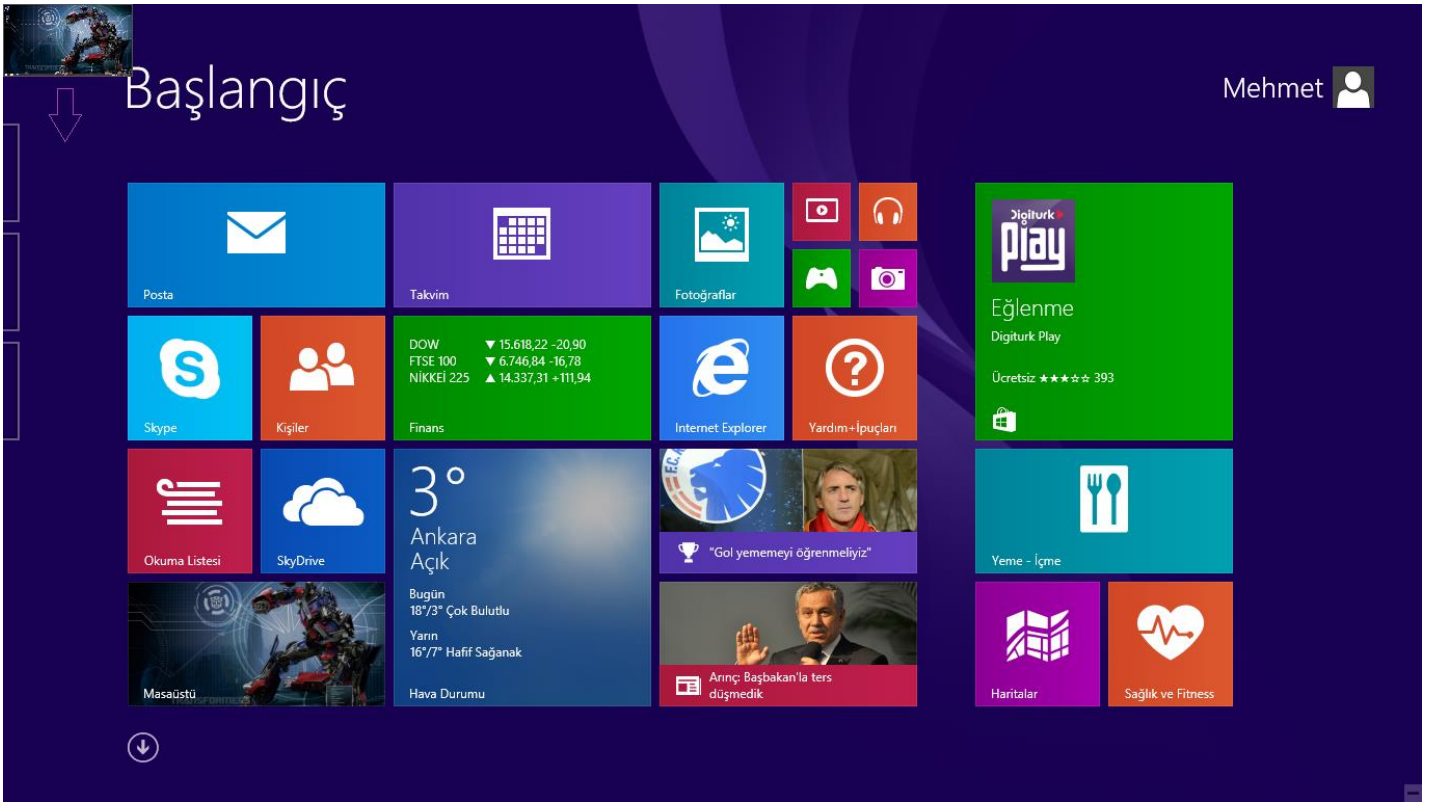 Başlangıç
Mehmet
Posta
Takvim
Fotoğraflar
Digiturk
play
Eğlenme
Digiturk Play
Ücretsiz ★★★☆☆ 393
Skype
Kişiler
DOW ▼ 15.618,22 -20,90
FTSE 100 ▼ 6.746,84 -16,78
NİKKEİ 225 ▲ 14.337,31 +111,94
Finans
Internet Explorer
Yardım+İpuçları
Okuma Listesi
SkyDrive
3°
Ankara
Açık
Bugün
18°/3° Çok Bulutlu
Yarın
16°/7° Hafif Sağanak
Hava Durumu
F.C.
"Gol yememeyi öğrenmeliyiz"
Yeme - İçme
Masaüstü
TRANSFORMERS
Arınç: Başbakan'la ters
düşmedik
Haritalar
Sağlık ve Fitness